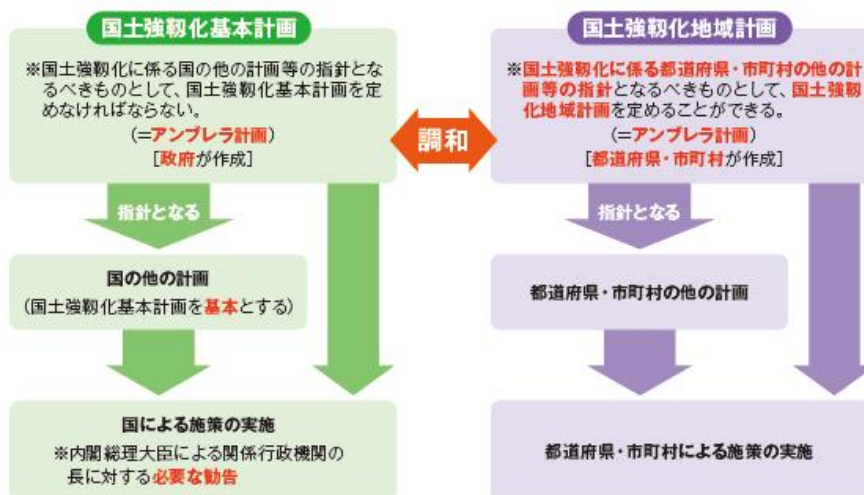 国土強靱化基本計画
※国土強靱化に係る国の他の計画等の指針とな
るべきものとして、国土強靱化基本計画を定
めなければならない。
(=アンブレラ計画)
[政府が作成]
調和
国土強靱化地域計画
※国土強靱化に係る都道府県・市町村の他の計
画等の指針となるべきものとして、国土強靱
化地域計画を定めることができる。
(=アンブレラ計画)
[都道府県・市町村が作成]
指針となる
国の他の計画
(国土強靱化基本計画を基本とする)
国による施策の実施
※内閣総理大臣による関係行政機関の
長に対する必要な勧告
指針となる
都道府県・市町村の他の計画
都道府県・市町村による施策の実施